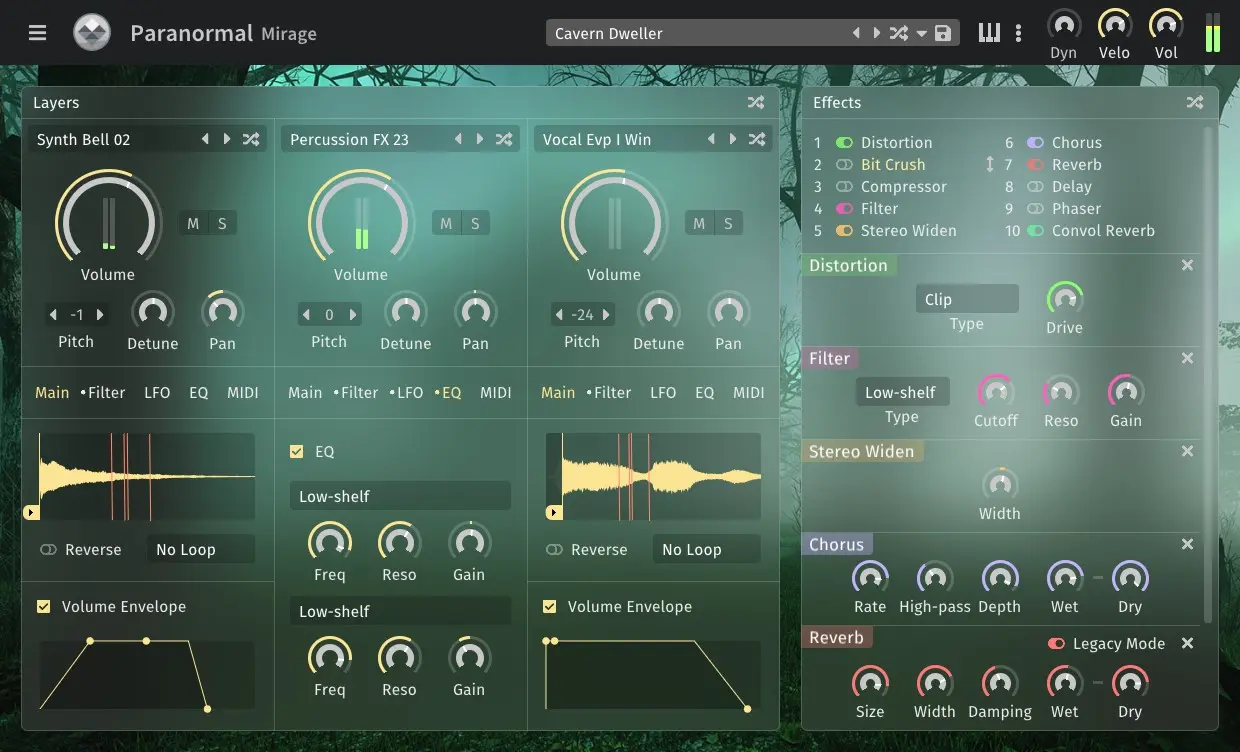 Paranormal Mirage
Cavern Dweller
Dyn Velo Vol
Layers
Synth Bell 02
Percussion FX 23
Vocal Evp I Win
M S
M S
M S
Volume
Volume
Volume
-1
0
-24
Pitch Detune Pan
Pitch Detune Pan
Pitch Detune Pan
Main •Filter LFO EQ MIDI
Main •Filter •LFO •EQ MIDI
Main •Filter LFO EQ MIDI
Reverse No Loop
Volume Envelope
EQ
Low-shelf
Freq Reso Gain
Low-shelf
Freq Reso Gain
Reverse No Loop
Volume Envelope
Effects
1 Distortion
2 Bit Crush
3 Compressor
4 Filter
5 Stereo Widen
6 Chorus
7 Reverb
8 Delay
9 Phaser
10 Convol Reverb
Distortion
Clip
Type
Drive
Filter
Low-shelf
Type
Cutoff Reso Gain
Stereo Widen
Width
Chorus
Rate High-pass Depth Wet Dry
Reverb
Legacy Mode
Size Width Damping Wet Dry